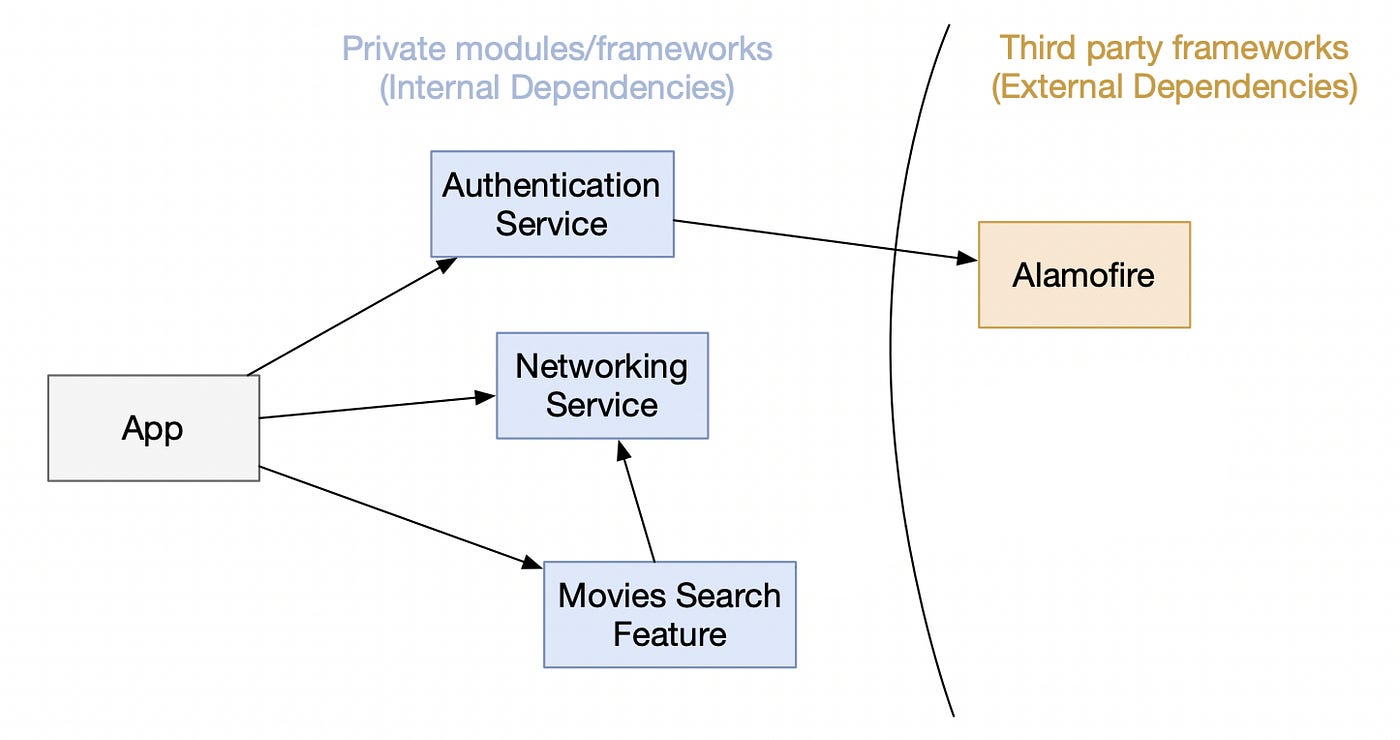 Private modules/frameworks
(Internal Dependencies)
Third party frameworks
(External Dependencies)
Authentication
Service
Alamofire
Networking
Service
App
Movies Search
Feature